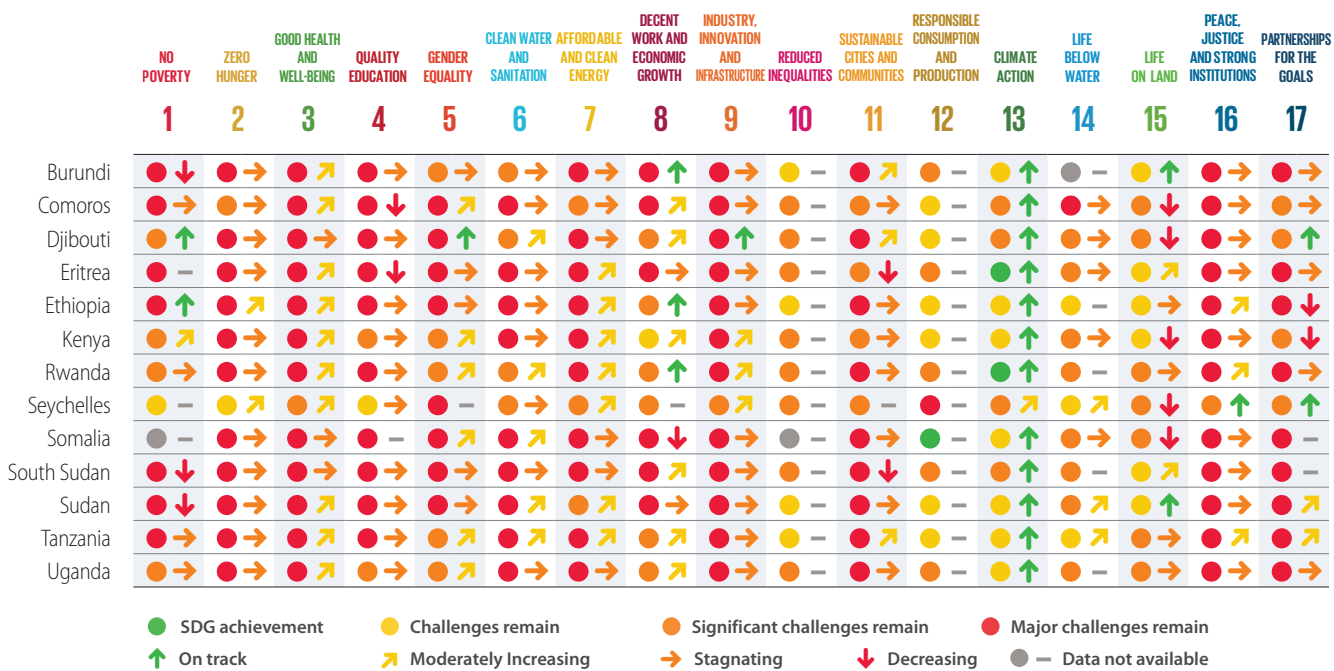 NO
POVERTY
ZERO
HUNGER
GOOD HEALTH
AND
WELL-BEING
QUALITY
EDUCATION
GENDER
EQUALITY
CLEAN WATER
AND
SANITATION
AFFORDABLE
AND CLEAN
ENERGY
DECENT
WORK AND
ECONOMIC
GROWTH
INDUSTRY,
INNOVATION
AND
INFRASTRUCTURE
REDUCED
INEQUALITIES
SUSTAINABLE
CITIES AND
COMMUNITIES
RESPONSIBLE
CONSUMPTION
AND
PRODUCTION
CLIMATE
ACTION
LIFE
BELOW
WATER
LIFE
ON LAND
PEACE,
JUSTICE
AND STRONG
INSTITUTIONS
PARTNERSHIPS
FOR THE
GOALS
1 2 3 4 5 6 7 8 9 10 11 12 13 14 15 16 17
Burundi
Comoros
Djibouti
Eritrea
Ethiopia
Kenya
Rwanda
Seychelles
Somalia
South Sudan
Sudan
Tanzania
Uganda
SDG achievement Challenges remain Significant challenges remain Major challenges remain
On track Moderately Increasing Stagnating Decreasing Data not available